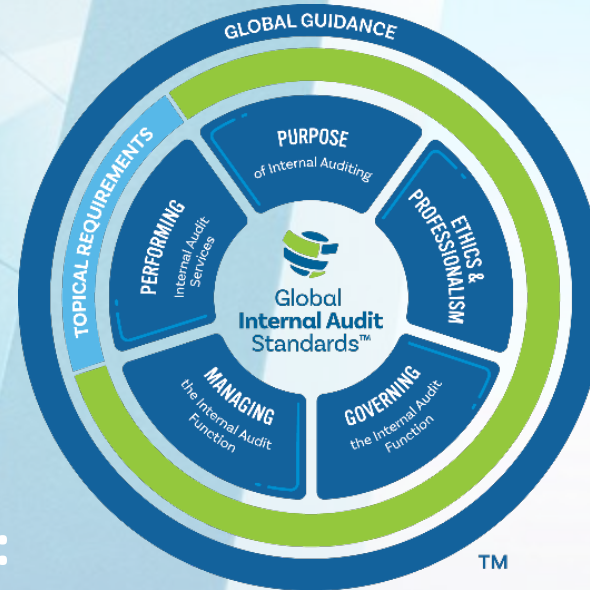 GLOBAL GUIDANCE
TOPICAL REQUIREMENTS
PURPOSE
of Internal Auditing
ETHICS &
PROFESSIONALISM
GOVERNING
the Internal Audit
Function
MANAGING
the Internal Audit
Function
PERFORMING
Internal Audit
Services
Global
Internal Audit
Standards™
TM